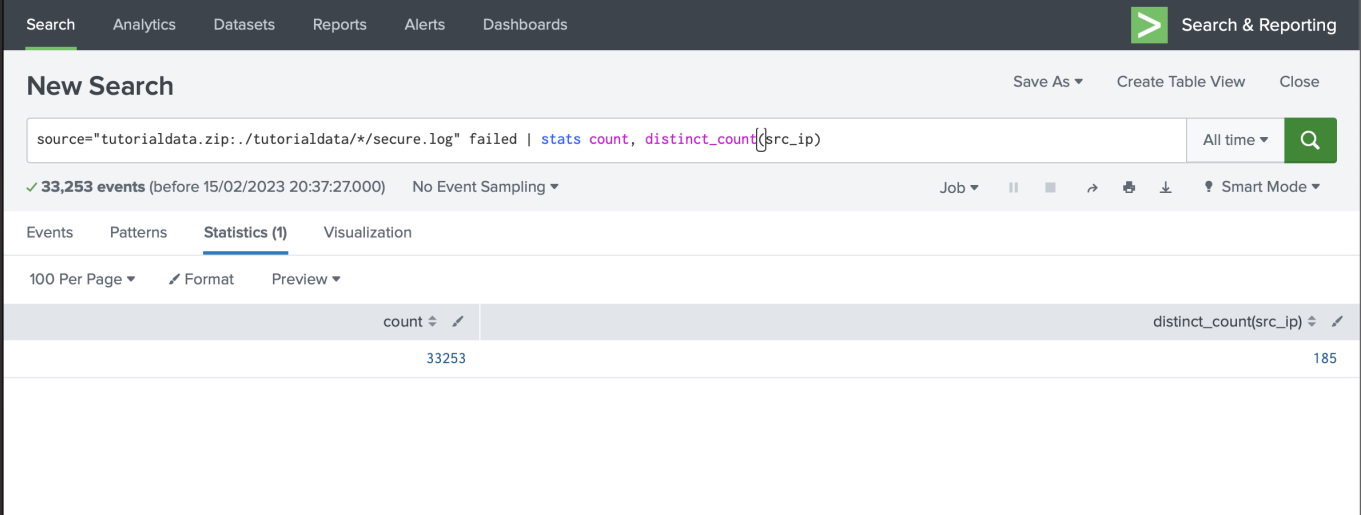 Search Analytics Datasets Reports Alerts Dashboards Search & Reporting
New Search Save As Create Table View Close
source="tutorialdata.zip:./tutorialdata/*/secure.log" failed | stats count, distinct_count(src_ip) All time
33,253 events (before 15/02/2023 20:37:27.000) No Event Sampling Job Smart Mode
Events Patterns Statistics (1) Visualization
100 Per Page Format Preview
count distinct_count(src_ip)
33253 185